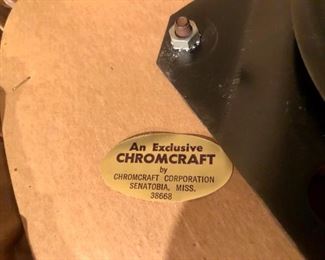 An Exclusive
CHROMCRAFT
by
CHROMCRAFT CORPORATION
SENATOBIA, MISS.
38668